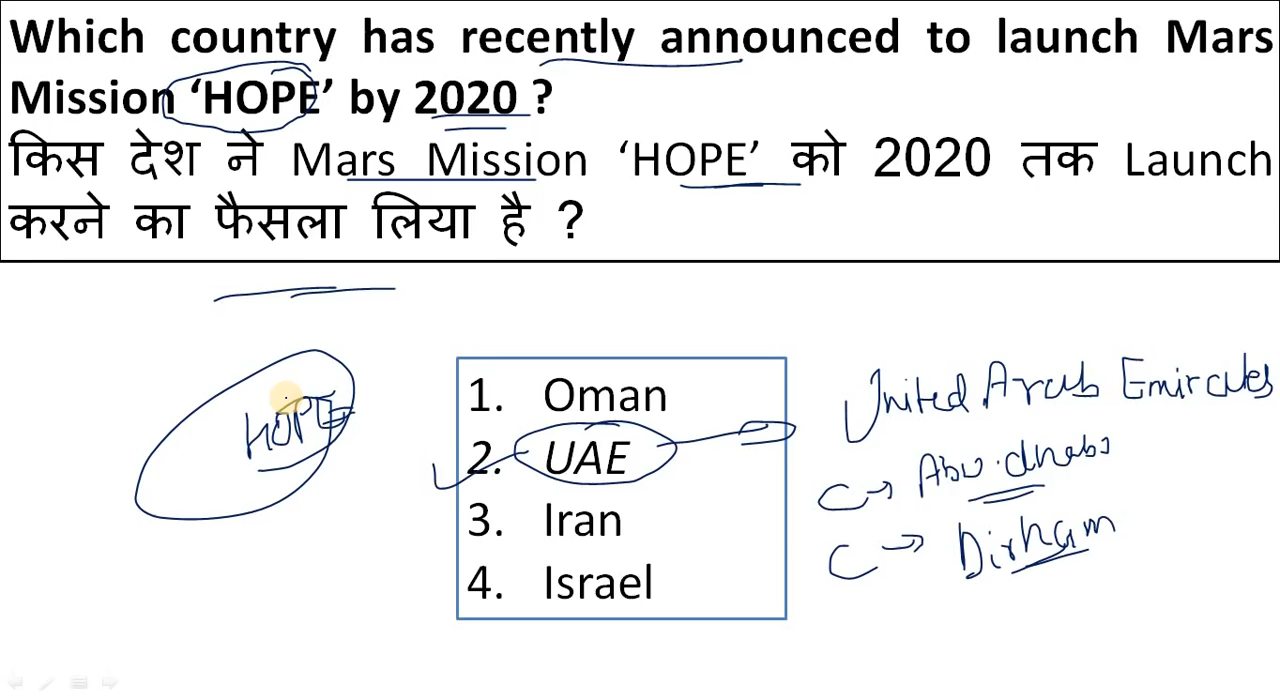 Which country has recently announced to launch Mars
Mission ‘HOPE’ by 2020 ?
किस देश ने Mars Mission ‘HOPE’ को 2020 तक Launch
करने का फैसला लिया है ?
HOPE
1. Oman
2. UAE
3. Iran
4. Israel
United Arab Emirates
C → Abu dhabi
C → Dirham